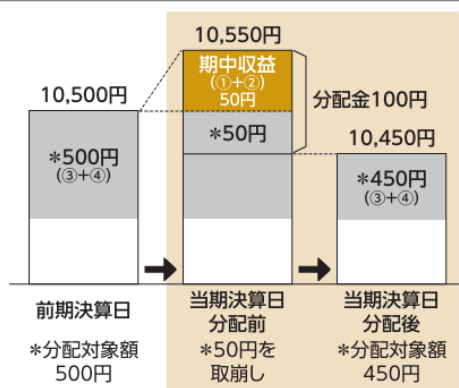 10,550円
期中収益
(①+②)
50円
10,500円
分配金100円
*50円
10,450円
*500円
(③+④)
*450円
(③+④)
前期決算日
*分配対象額
500円
当期決算日
分配前
*50円を
取崩し
当期決算日
分配後
*分配対象額
450円